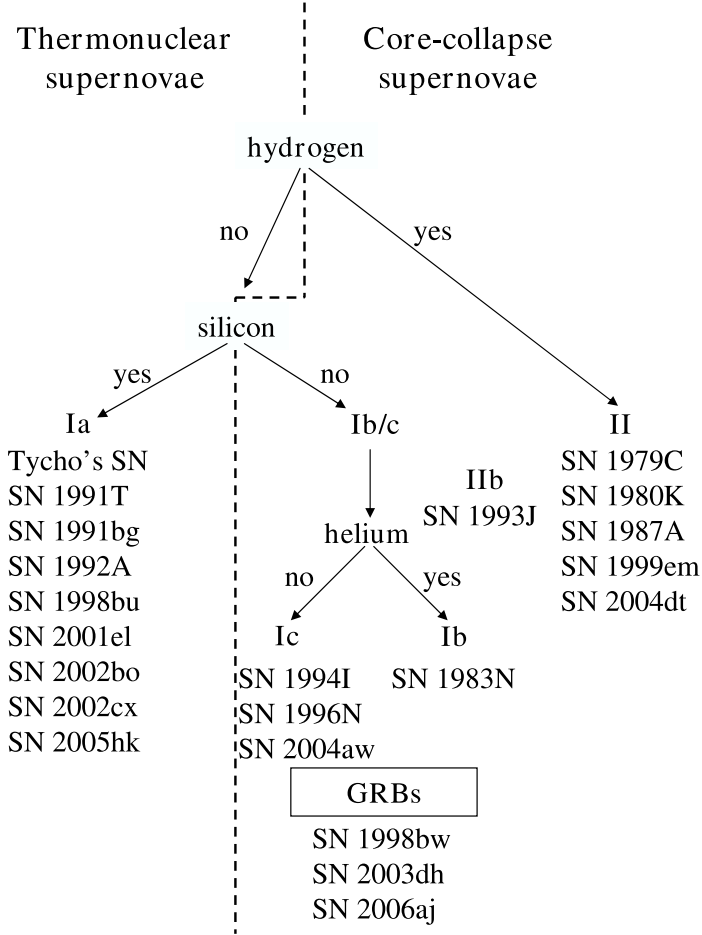 Thermonuclear
supernovae
Core-collapse
supernovae
hydrogen
no
yes
silicon
yes
no
Ia
Tycho's SN
SN 1991T
SN 1991bg
SN 1992A
SN 1998bu
SN 2001el
SN 2002bo
SN 2002cx
SN 2005hk
Ib/c
helium
no
yes
Ic
SN 1994I
SN 1996N
SN 2004aw
Ib
SN 1983N
GRBs
SN 1998bw
SN 2003dh
SN 2006aj
IIb
SN 1993J
II
SN 1979C
SN 1980K
SN 1987A
SN 1999em
SN 2004dt